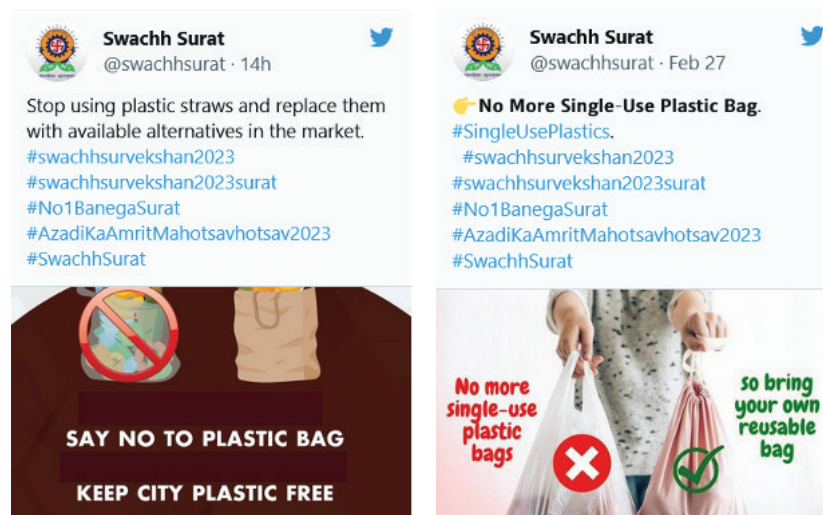 Swachh Surat
@swachhsurat · 14h
Stop using plastic straws and replace them
with available alternatives in the market.
#swachhsurvekshan2023
#swachhsurvekshan2023surat
#No1BanegaSurat
#AzadiKaAmritMahotsavhotsav2023
#SwachhSurat
SAY NO TO PLASTIC BAG
KEEP CITY PLASTIC FREE
Swachh Surat
@swachhsurat · Feb 27
👉No More Single-Use Plastic Bag.
#SingleUsePlastics.
#swachhsurvekshan2023
#swachhsurvekshan2023surat
#No1BanegaSurat
#AzadiKaAmritMahotsavhotsav2023
#SwachhSurat
No more
single-use
plastic
bags
so bring
your own
reusable
bag